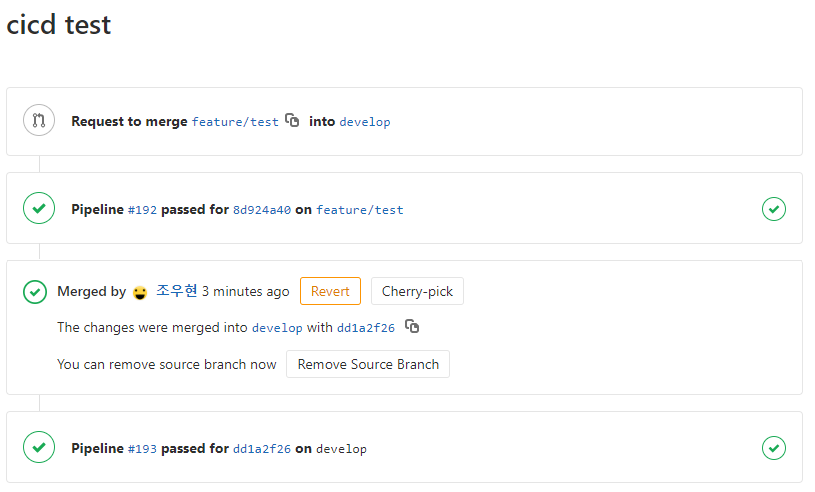 cicd test
Request to merge feature/test into develop
Pipeline #192 passed for 8d924a40 on feature/test
Merged by 조우현 3 minutes ago Revert Cherry-pick
The changes were merged into develop with dd1a2f26
You can remove source branch now Remove Source Branch
Pipeline #193 passed for dd1a2f26 on develop